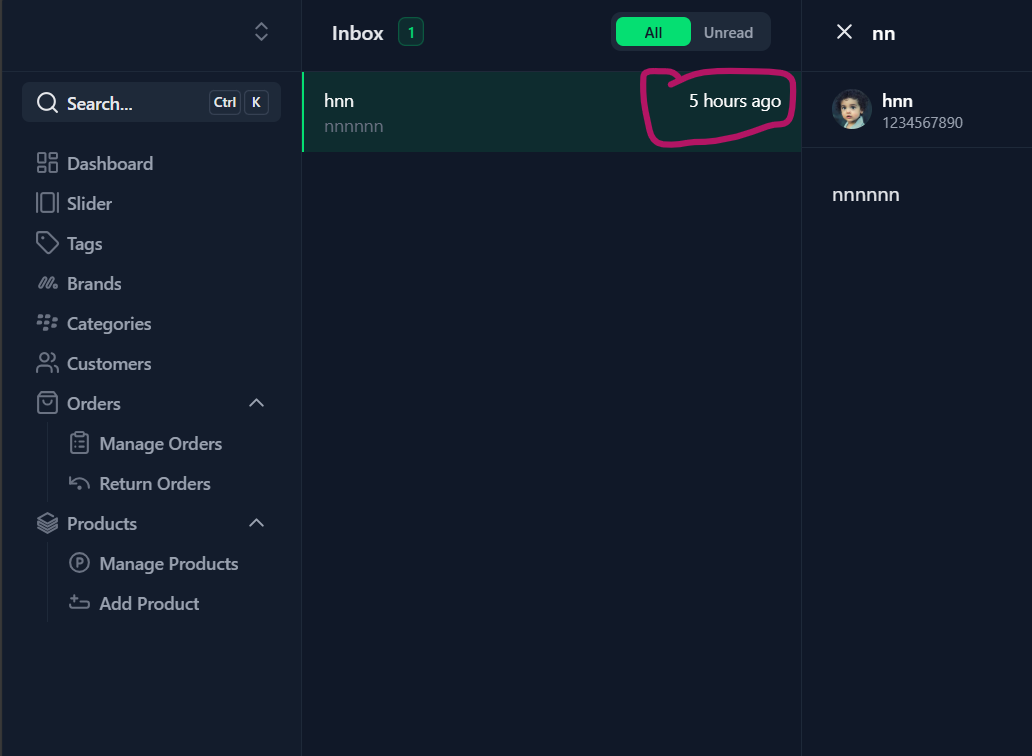 Inbox 1
All Unread
nn
Search... Ctrl K
Dashboard
Slider
Tags
Brands
Categories
Customers
Orders
Manage Orders
Return Orders
Products
Manage Products
Add Product
hnn 5 hours ago
nnnnnn
hnn
1234567890
nnnnnn